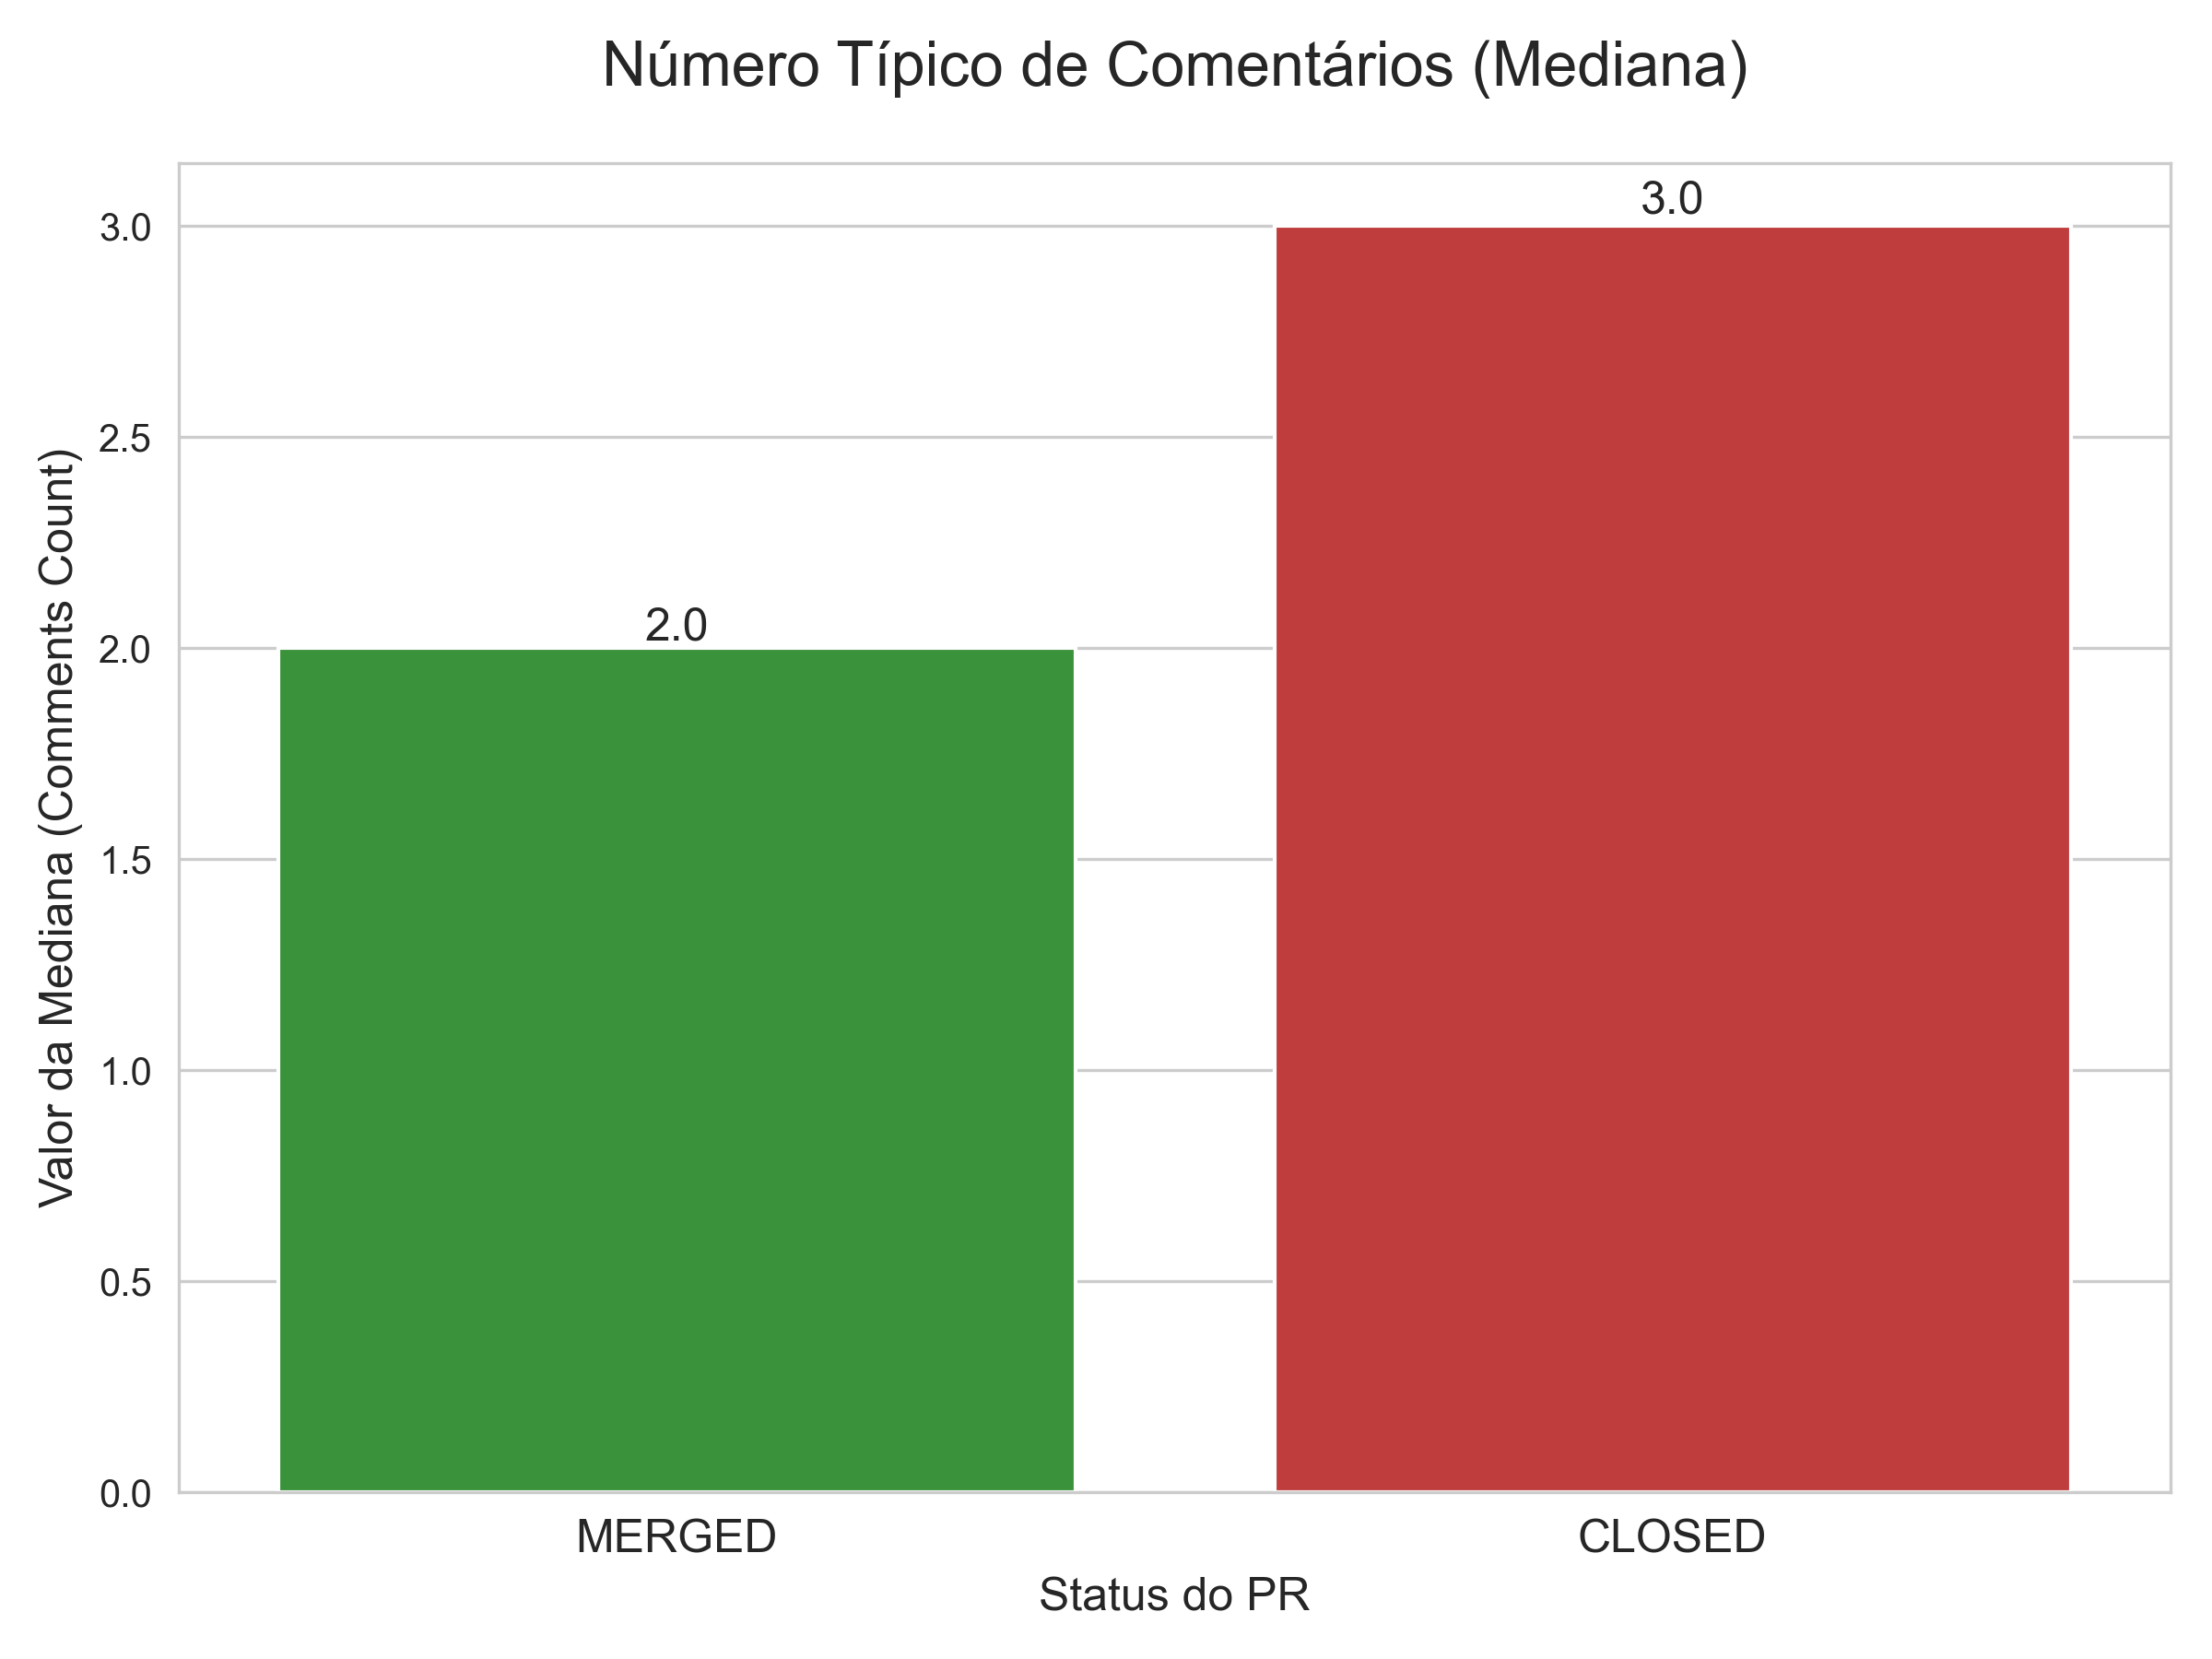 Número Típico de Comentários (Mediana)
Valor da Mediana (Comments Count)
3.0
2.5
2.0
1.5
1.0
0.5
0.0
2.0
3.0
MERGED
CLOSED
Status do PR